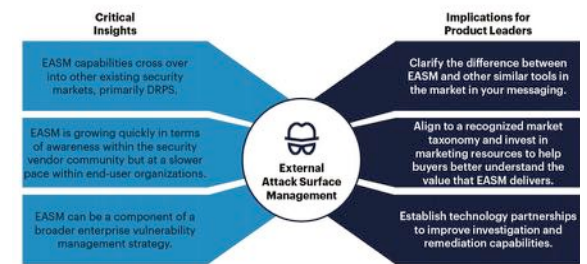 Critical
Insights
EASM capabilities cross over
into other existing security
markets, primarily DRPS.
EASM is growing quickly in terms
of awareness within the security
vendor community but at a slower
pace within end-user organizations.
EASM can be a component of a
broader enterprise vulnerability
management strategy.
External
Attack Surface
Management
Implications for
Product Leaders
Clarify the difference between
EASM and other similar tools in
the market in your messaging.
Align to a recognized market
taxonomy and invest in
marketing resources to help
buyers better understand the
value that EASM delivers.
Establish technology partnerships
to improve investigation and
remediation capabilities.